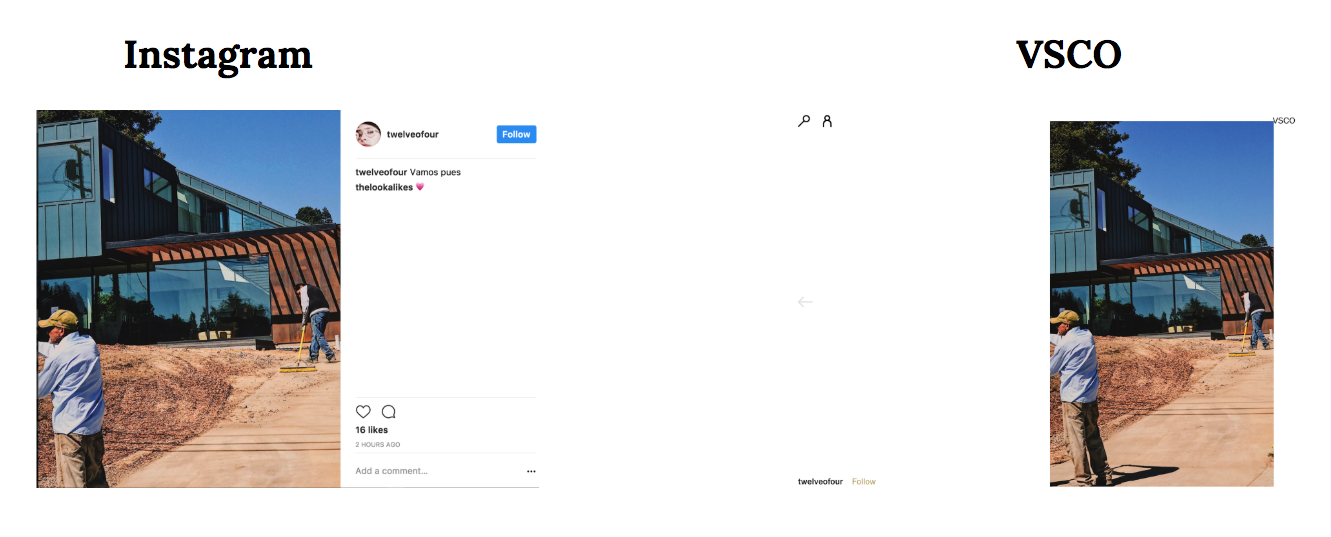 Instagram
VSCO
twelveofour
Follow
twelveofour Vamos pues
thelookalikes
16 likes
2 HOURS AGO
Add a comment...
VSCO
twelveofour Follow